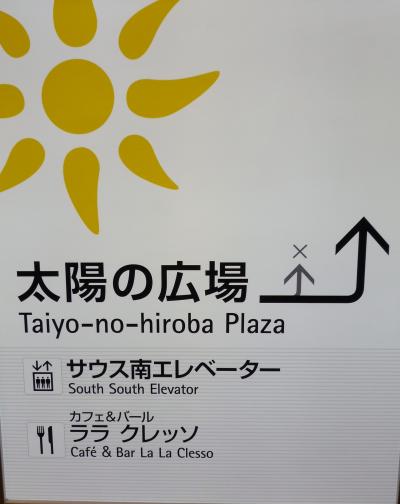 ×
太陽の広場
Taiyo-no-hiroba Plaza
サウス南エレベーター
South South Elevator
カフェ&バール
ララ クレッソ
Café & Bar La La Clesso